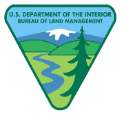 U.S. DEPARTMENT OF THE INTERIOR
BUREAU OF LAND MANAGEMENT